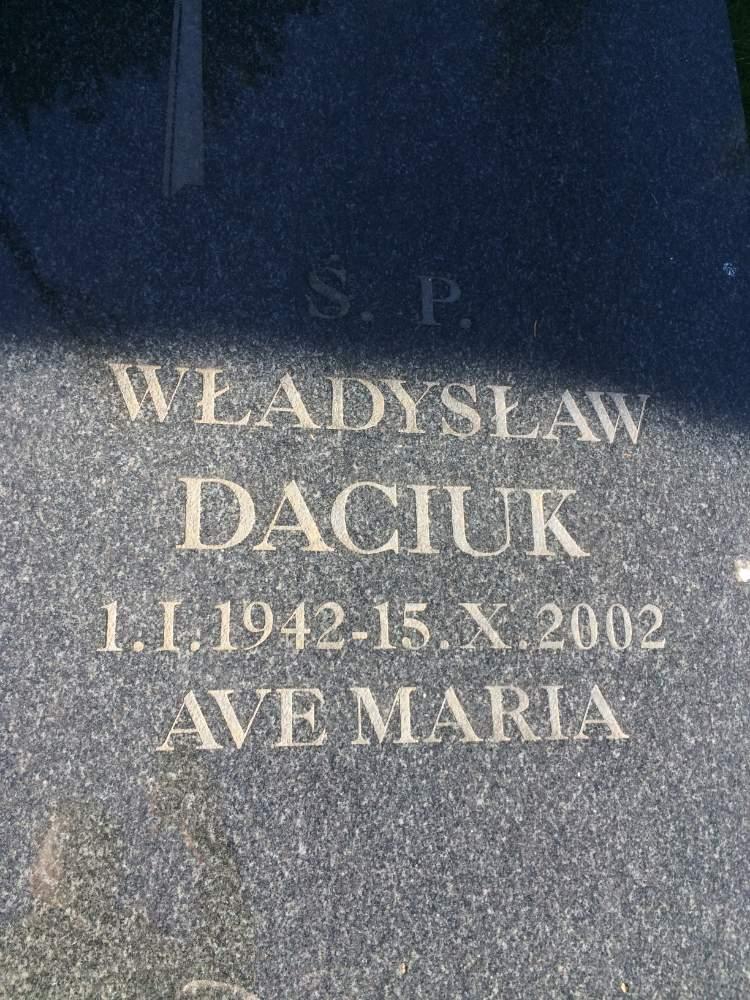 Ś. P.
WŁADYSŁAW
DACIUK
1.I.1942-15.X.2002
AVE MARIA